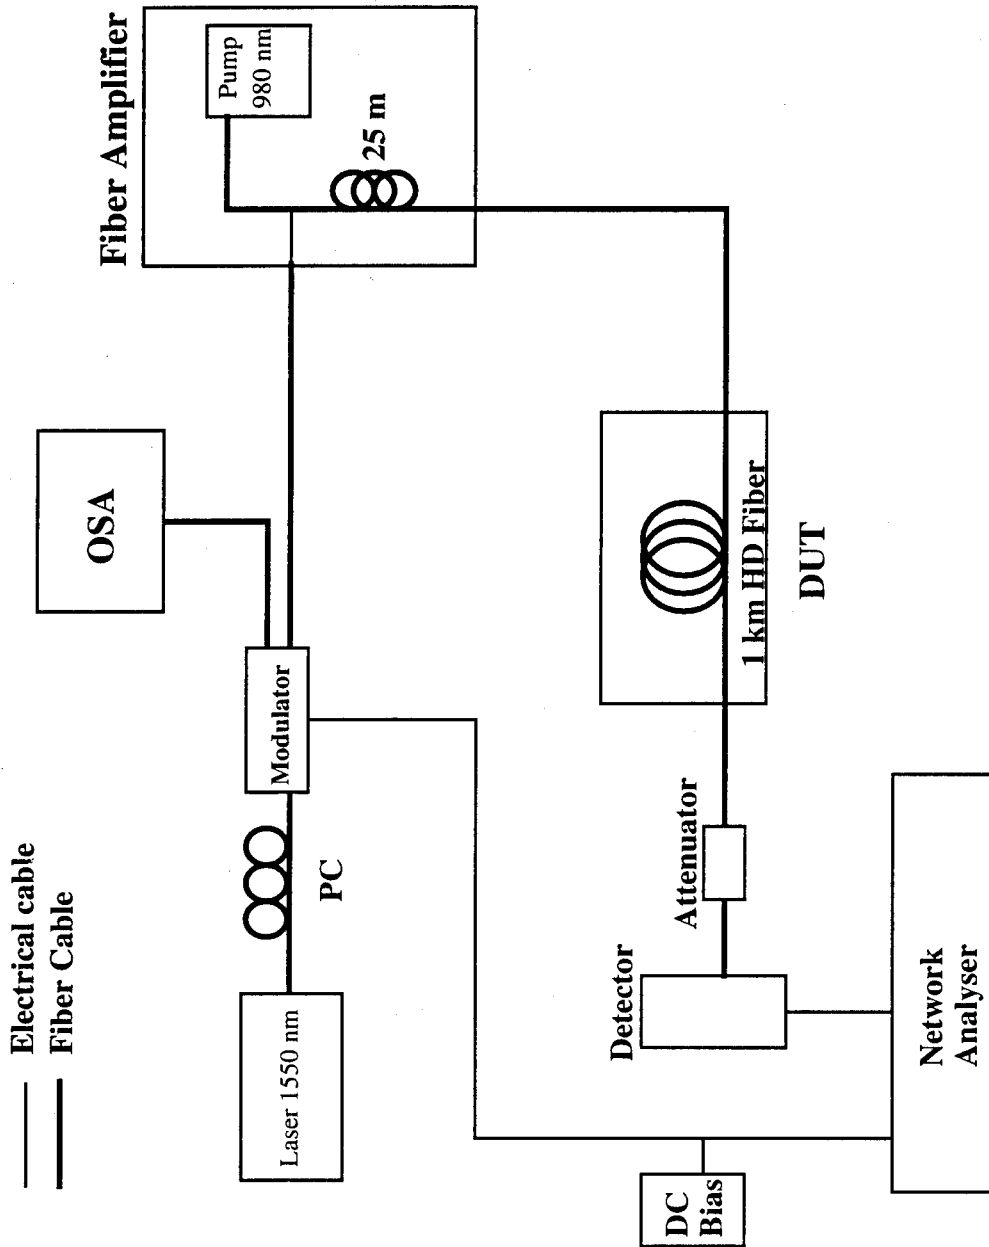 Electrical cable
Fiber Cable
OSA
Fiber Amplifier
Pump
980 nm
25 m
Laser 1550 nm
PC
Modulator
DC
Bias
Detector
Attenuator
1 km HD Fiber
DUT
Network
Analyser